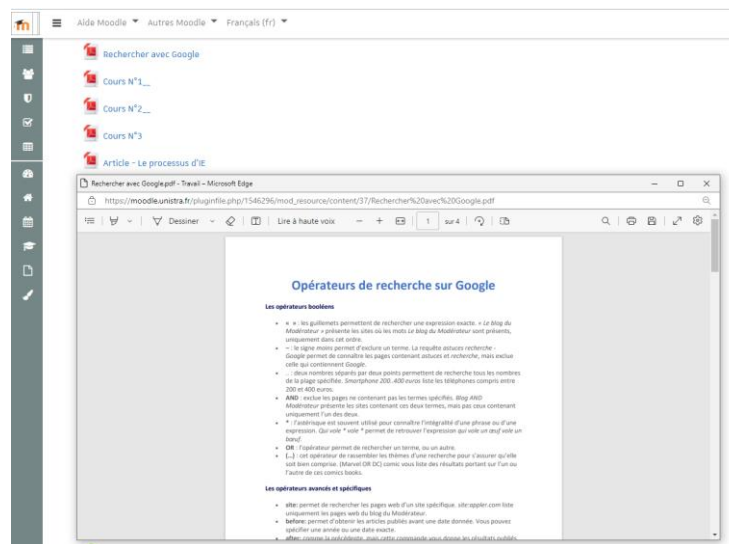 Aide Moodle Autres Moodle Français (fr)
Rechercher avec Google
Cours N°1__
Cours N°2__
Cours N°3
Article - Le processus d'IE
Rechercher avec Google.pdf - Travail – Microsoft Edge
https://moodle.unistra.fr/pluginfile.php/1546296/mod_resource/content/37/Rechercher%20avec%20Google.pdf
Dessiner Lire à haute voix 1 sur 4
Opérateurs de recherche sur Google
Les opérateurs booléens
« » : les guillemets permettent de rechercher une expression exacte. « Le blog du
Modérateur » présente les sites où les mots Le blog du Modérateur sont présents,
uniquement dans cet ordre.
– : le signe moins permet d'exclure un terme. La requête astuces recherche -
Google permet de connaître les pages contenant astuces et recherche, mais exclue
celle qui contiennent Google.
.. : deux nombres séparés par deux points permettent de recherche tous les nombres
de la plage spécifiée. Smartphone 200..400 euros liste les téléphones compris entre
200 et 400 euros.
AND : exclue les pages ne contenant pas les termes spécifiés. Blog AND
Modérateur présente les sites contenant ces deux termes, mais pas ceux contenant
uniquement l'un des deux.
* : l'astérisque est souvent utilisé pour connaître l'intégralité d'une phrase ou d'une
expression. Qui vole * vole * permet de retrouver l'expression qui vole un œuf vole un
bœuf.
OR : l'opérateur permet de rechercher un terme, ou un autre.
(...) : cet opérateur de rassembler les thèmes d'une recherche pour s'assurer qu'elle
soit bien comprise. (Marvel OR DC) comic vous liste des résultats portant sur l'un ou
l'autre de ces comics books.
Les opérateurs avancés et spécifiques
site: permet de rechercher les pages web d'un site spécifique. site:appler.com liste
uniquement les pages web du blog du Modérateur.
before: permet d'obtenir les articles publiés avant une date donnée. Vous pouvez
spécifier une année ou une date exacte.
after: comme la précédente, mais cette commande vous donne les résultats publiés